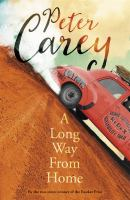 Peter
Carey
A
Long Way
From
Home
By the two-time winner of the Booker Prize